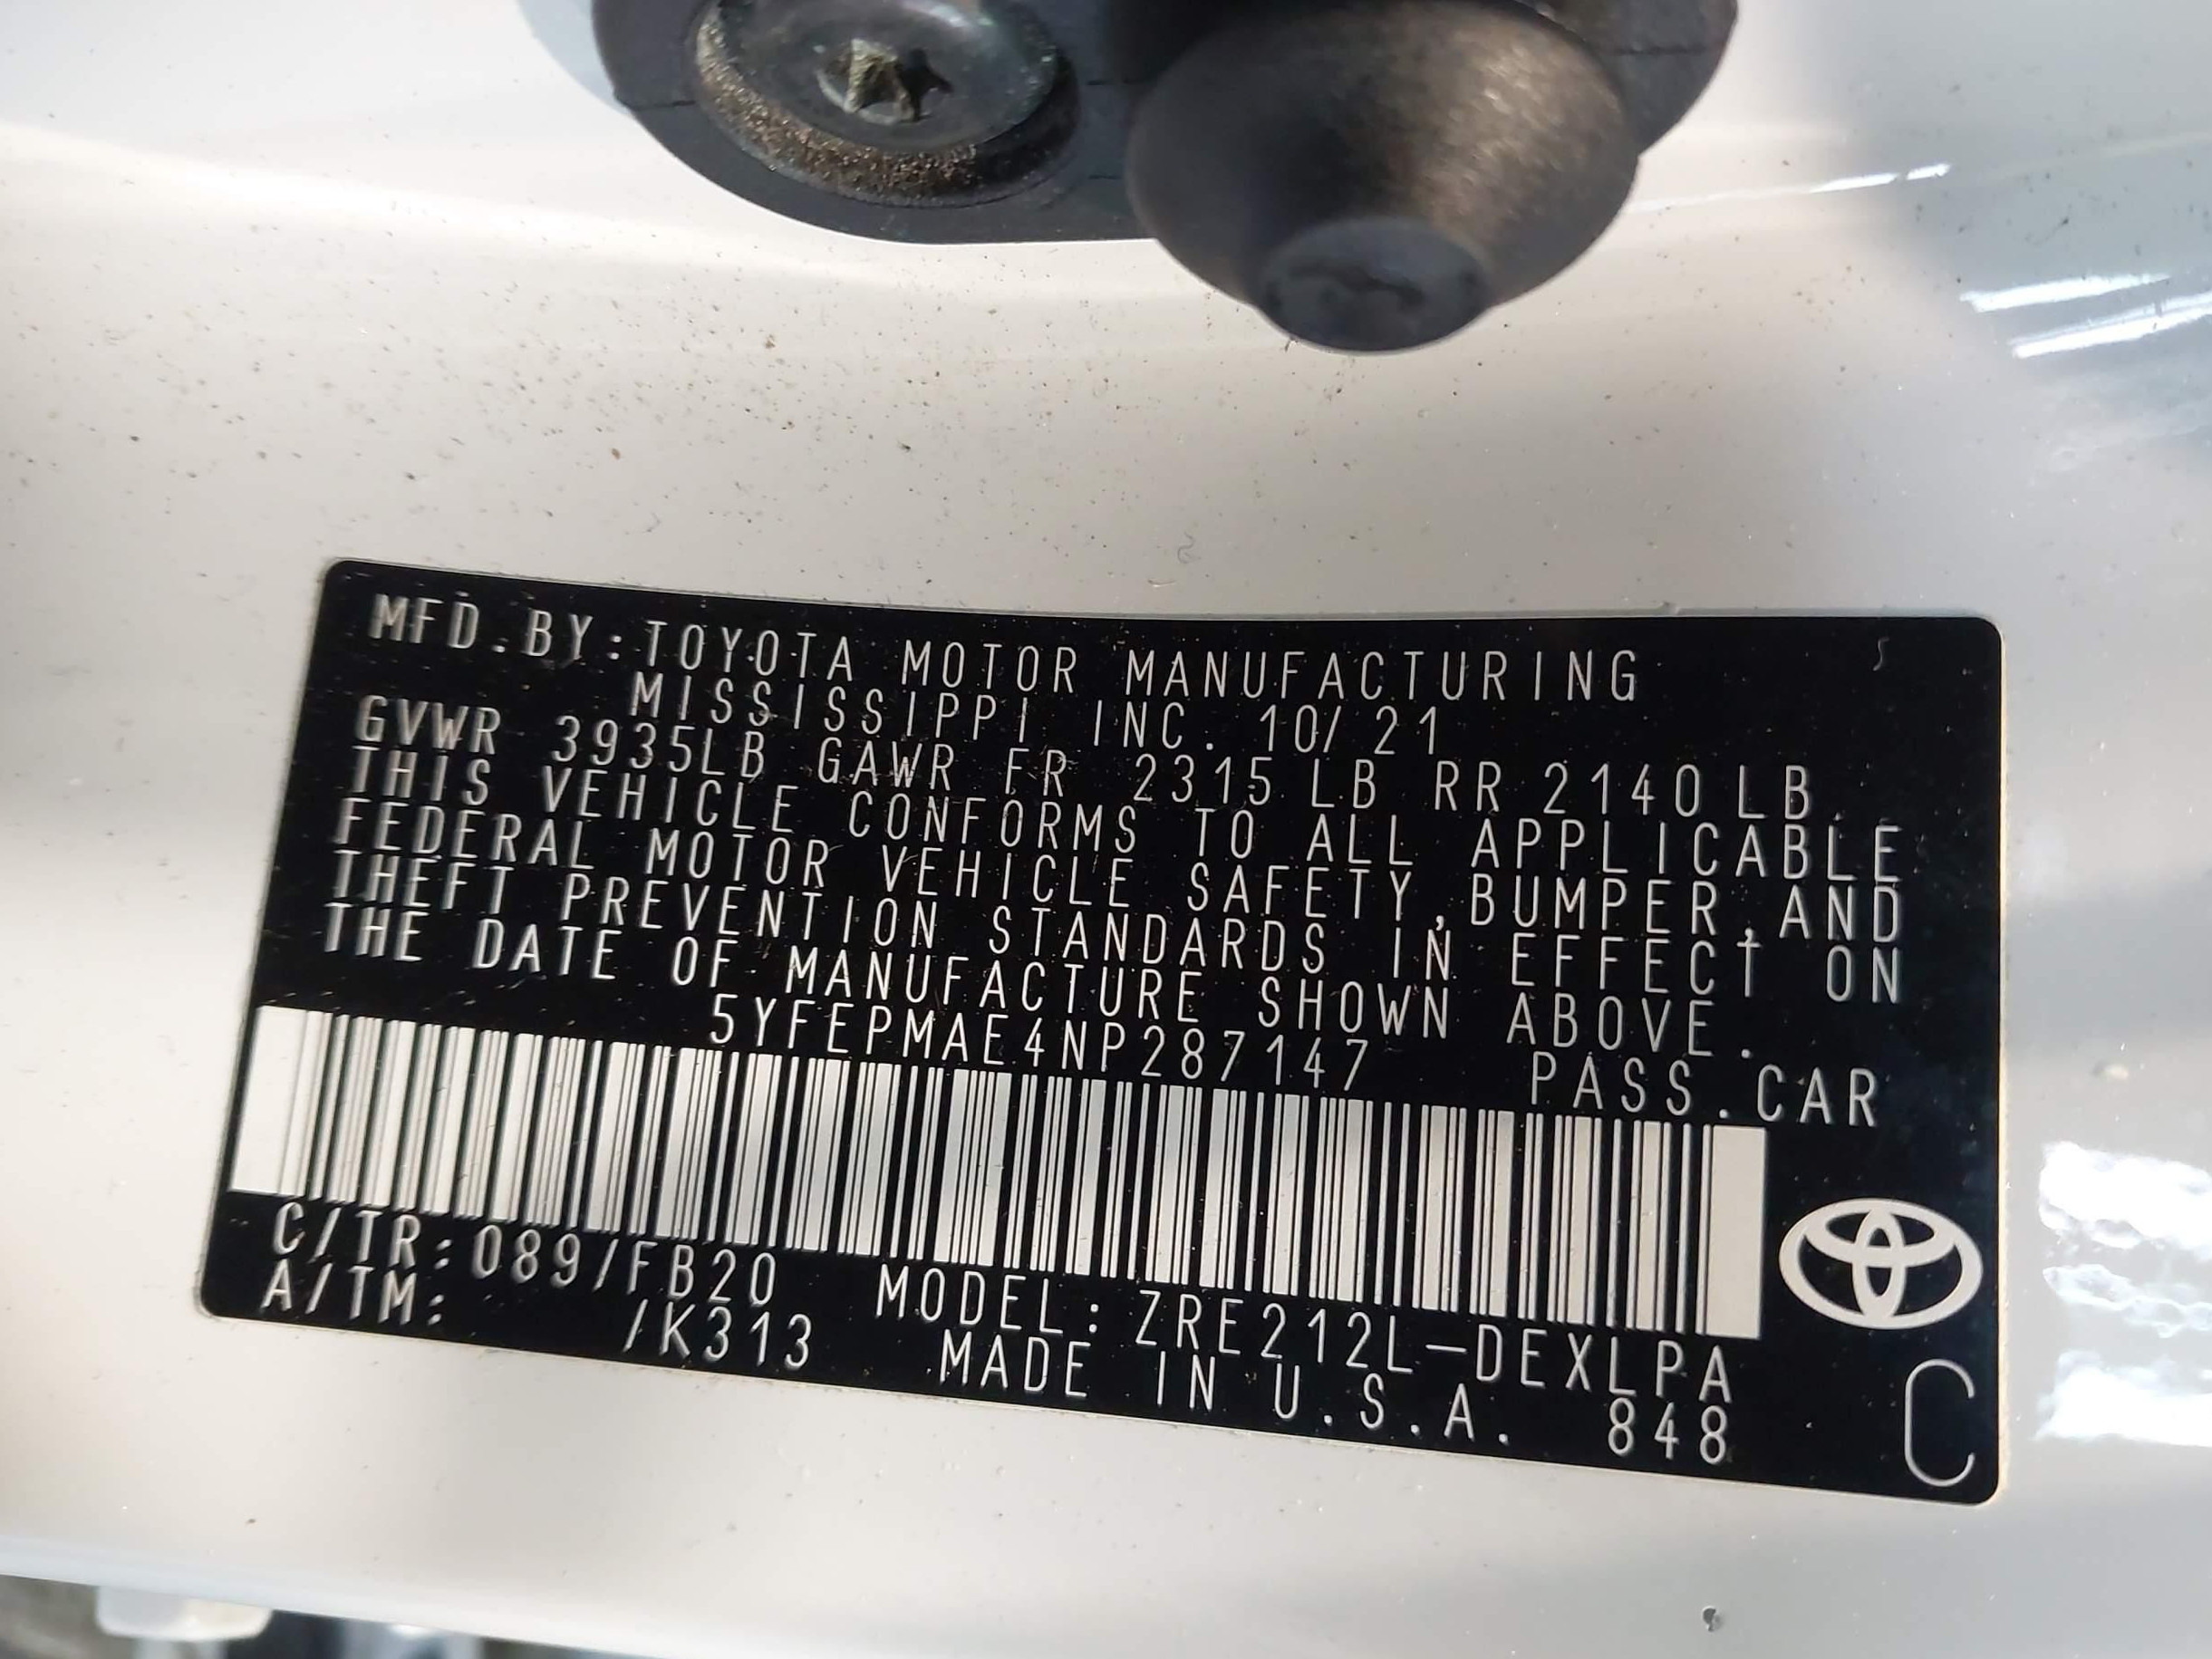 MFD.BY:TOYOTA MOTOR MANUFACTURING
MISSISSIPPI INC. 10/21
GVWR 3935LB GAWR FR 2315LB RR 2140LB
THIS VEHICLE CONFORMS TO ALL APPLICABLE
FEDERAL MOTOR VEHICLE SAFETY,BUMPER,AND
THEFT PREVENTION STANDARDS IN EFFECT ON
THE DATE OF MANUFACTURE SHOWN ABOVE.
5YFEPMAE4NP287147 PASS.CAR
C/TR:089/FB20 MODEL:ZRE212L-DEXLPA
A/TM: /K313 MADE IN U.S.A. 848
C